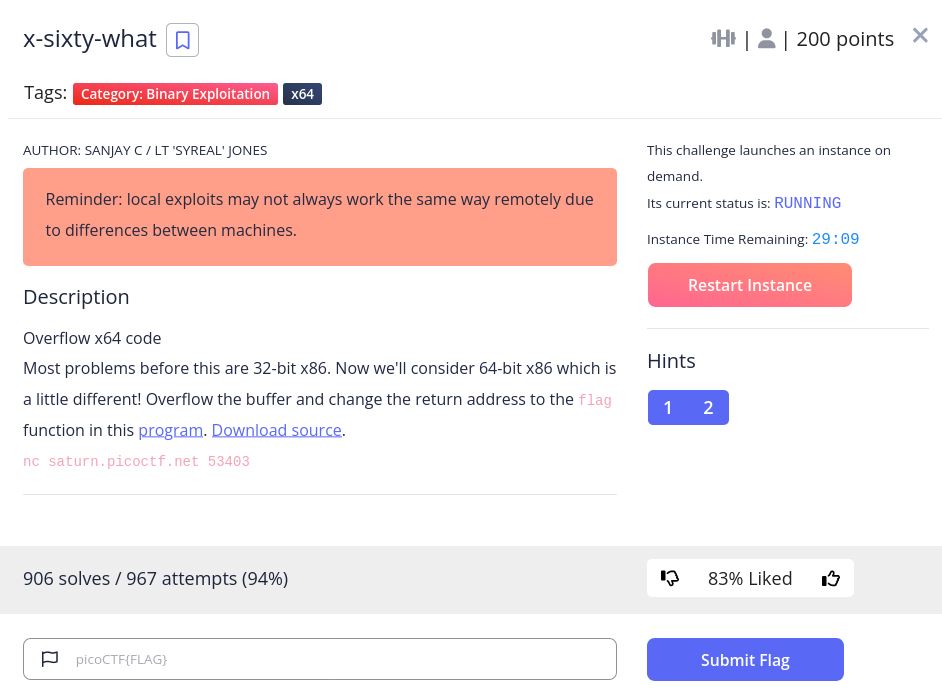 x-sixty-what
| | 200 points
Tags: Category: Binary Exploitation x64
AUTHOR: SANJAY C / LT 'SYREAL' JONES
Reminder: local exploits may not always work the same way remotely due
to differences between machines.
Description
Overflow x64 code
Most problems before this are 32-bit x86. Now we'll consider 64-bit x86 which is
a little different! Overflow the buffer and change the return address to the flag
function in this program. Download source.
nc saturn.picoctf.net 53403
This challenge launches an instance on
demand.
Its current status is: RUNNING
Instance Time Remaining: 29:09
Restart Instance
Hints
1 2
906 solves / 967 attempts (94%)
83% Liked
picoCTF{FLAG}
Submit Flag